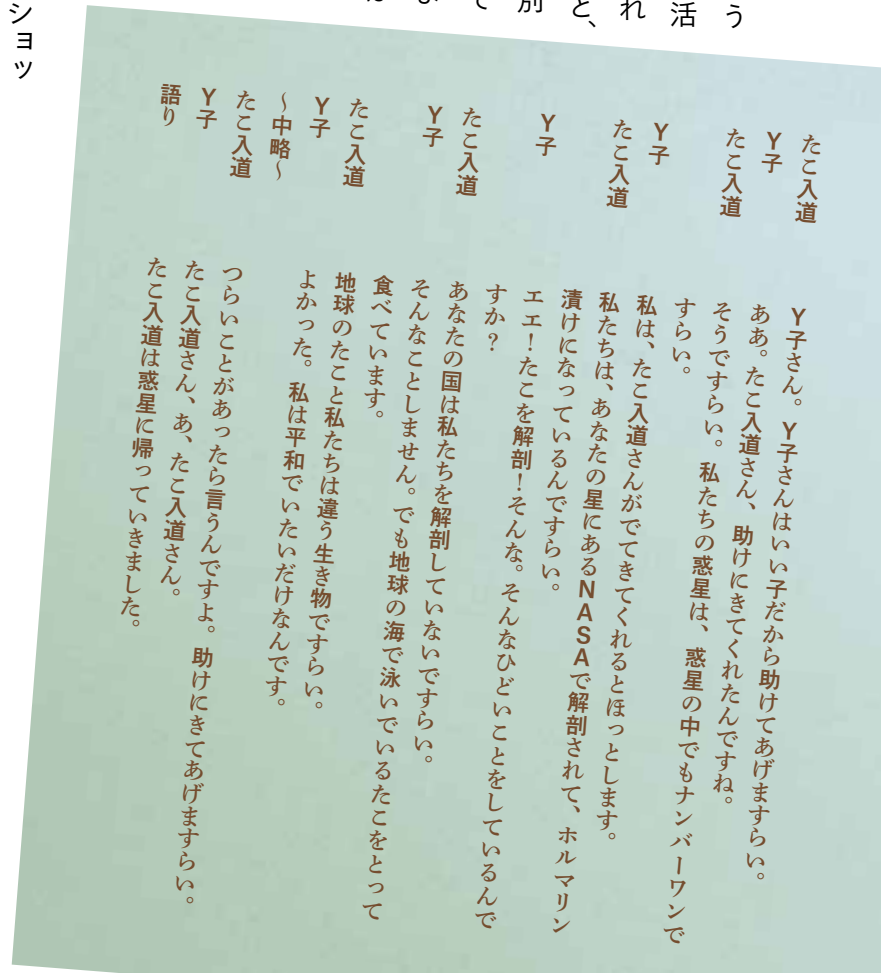 う
活
れ
と、
別
て
ショッ
たこ入道　Y子さん。Y子さんはいい子だから助けてあげますらい。
Y子　ああ。たこ入道さん、助けにきてくれたんですね。
たこ入道　そうですらい。私たちの惑星は、惑星の中でもナンバーワンで
すらい。
Y子　私は、たこ入道さんがでてきてくれるとほっとします。
たこ入道　私たちは、あなたの星にあるNASAで解剖されて、ホルマリン
漬けになっているんですらい。
Y子　エエ！たこを解剖！そんな。そんなひどいことをしているんで
すか？
たこ入道　あなたの国は私たちを解剖していないですらい。
Y子　そんなことしません。でも地球の海で泳いでいるたこをとって
食べています。
たこ入道　地球のたこと私たちは違う生き物ですらい。
Y子　よかった。私は平和でいたいだけなんです。
～中略～
たこ入道　つらいことがあったら言うんですよ。助けにきてあげますらい。
Y子　たこ入道さん、あ、たこ入道さん。
語り　たこ入道は惑星に帰っていきました。